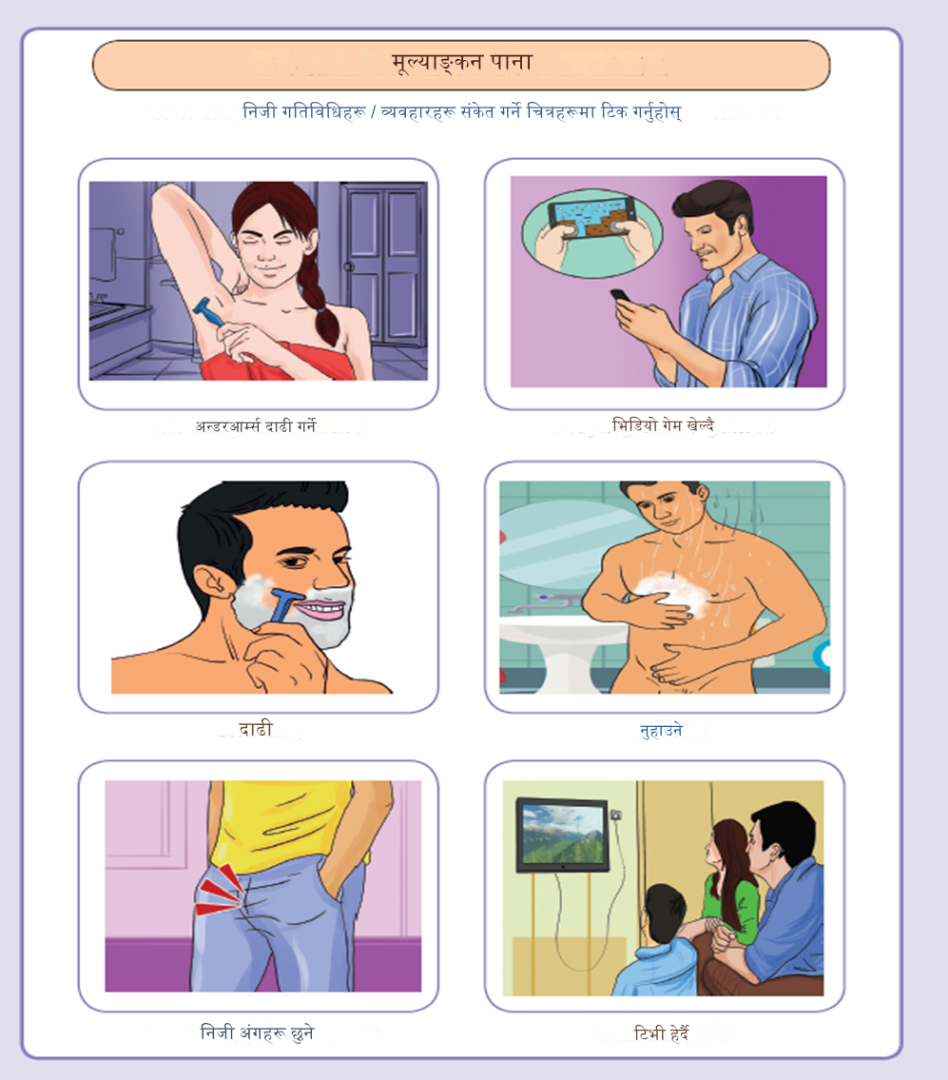 मूल्याङ्कन पाना
निजी गतिविधिहरू / व्यवहारहरू संकेत गर्ने चित्रहरूमा टिक गर्नुहोस्
अन्डरआर्म्स दाढी गर्ने
भिडियो गेम खेल्दै
दाढी
नुहाउने
निजी अंगहरू छुने
टिभी हेर्दै